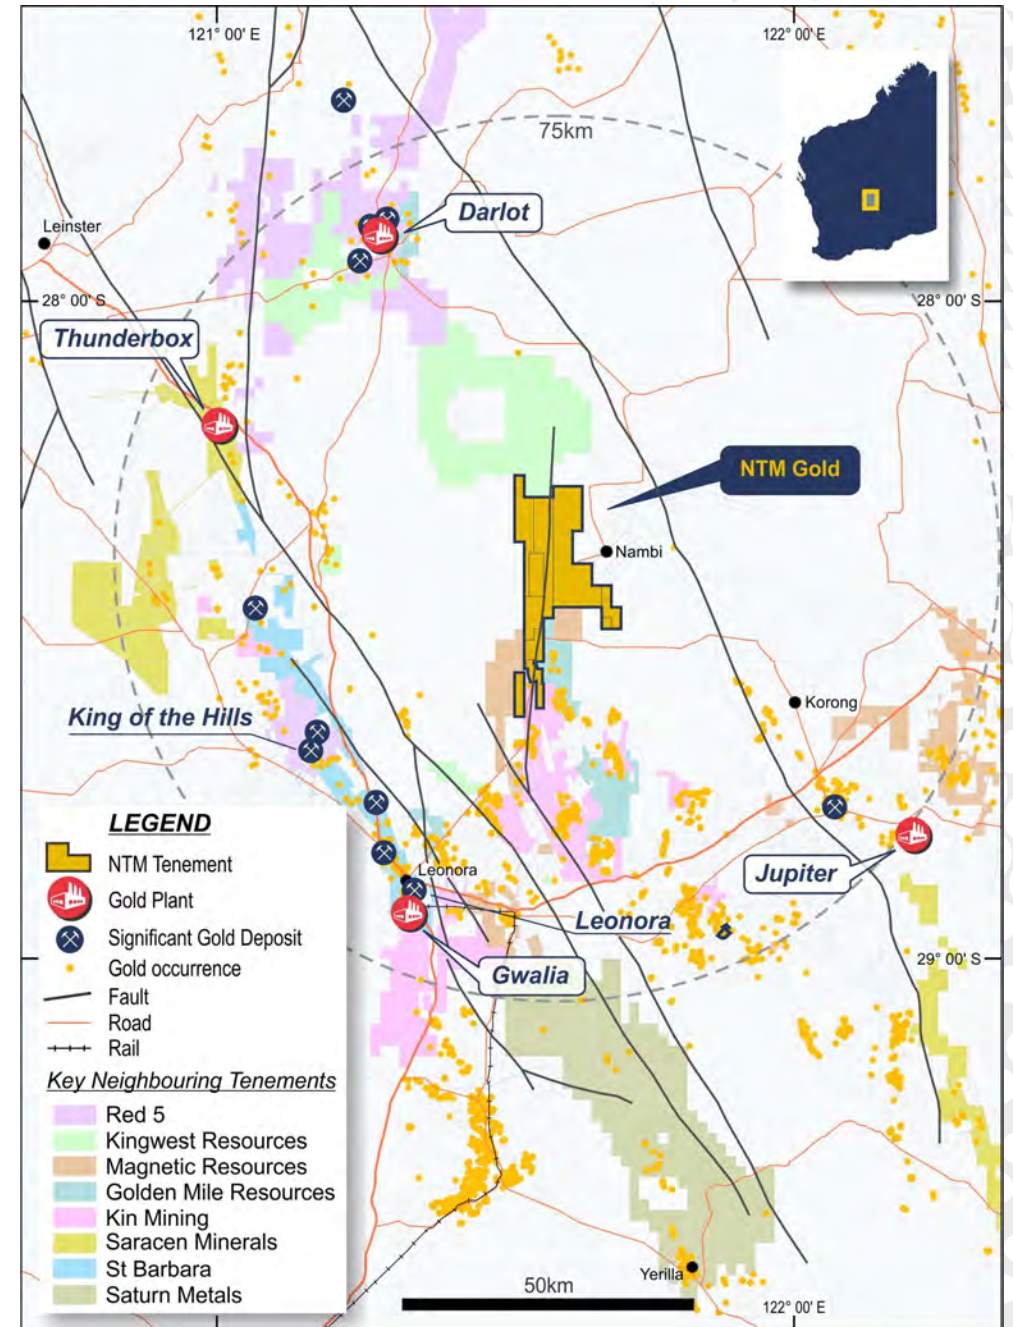 121° 00' E
122° 00' E
75km
Darlot
Leinster
28° 00' S
28° 00' S
Thunderbox
NTM Gold
Nambi
King of the Hills
Korong
LEGEND
NTM Tenement
Gold Plant
Significant Gold Deposit
Gold occurrence
Fault
Road
Rail
Key Neighbouring Tenements
Red 5
Kingwest Resources
Magnetic Resources
Golden Mile Resources
Kin Mining
Saracen Minerals
St Barbara
Saturn Metals
Leonora
Jupiter
Leonora
29° 00' S
Gwalia
Yerilla
50km
122° 00' E